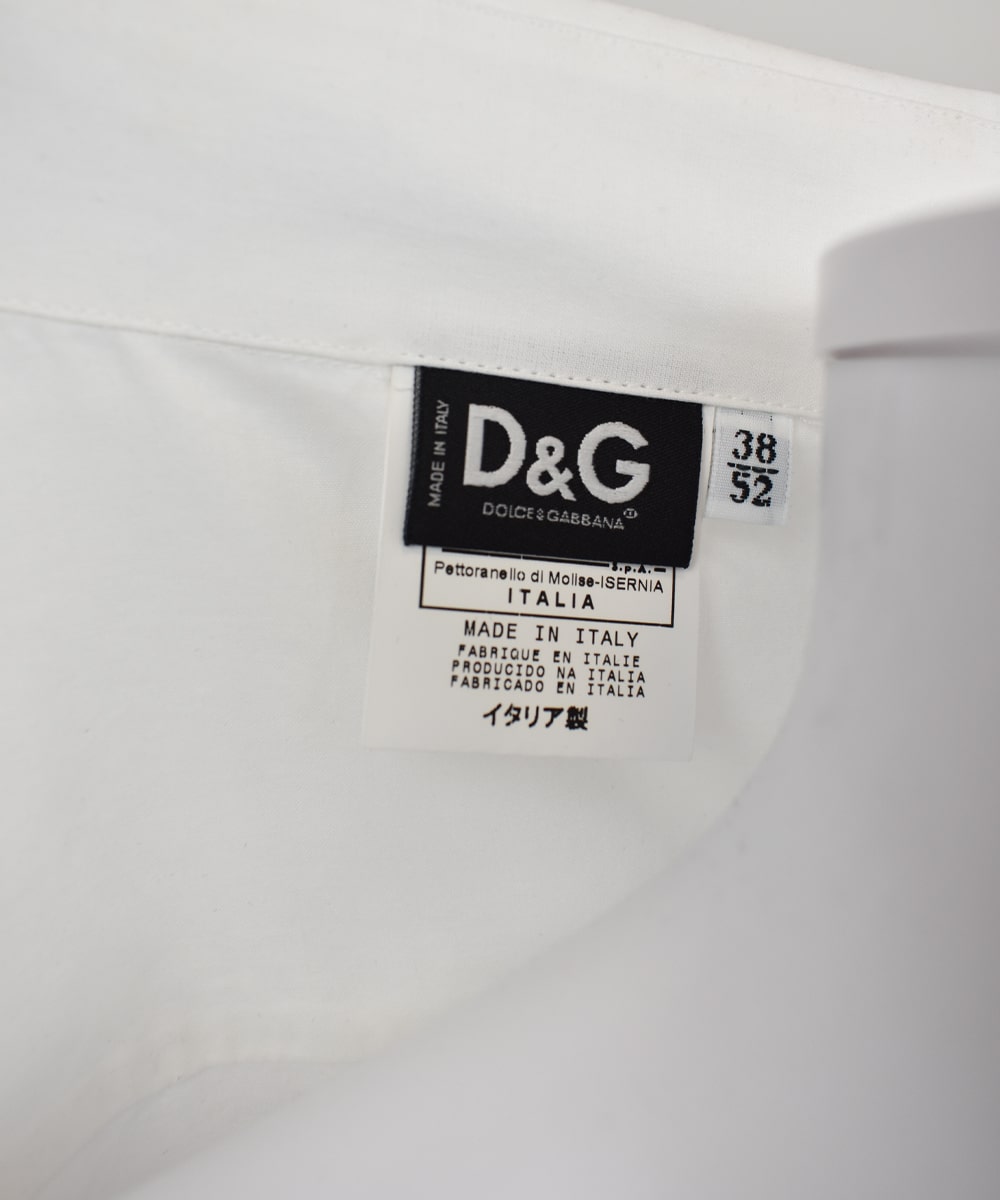 MADE IN ITALY
D&G
DOLCE&GABBANA
38
52
S.p.A.
Pettoranello di Molise-ISERNIA
ITALIA
MADE IN ITALY
FABRIQUE EN ITALIE
PRODUCIDO NA ITALIA
FABRICADO EN ITALIA
イタリア製